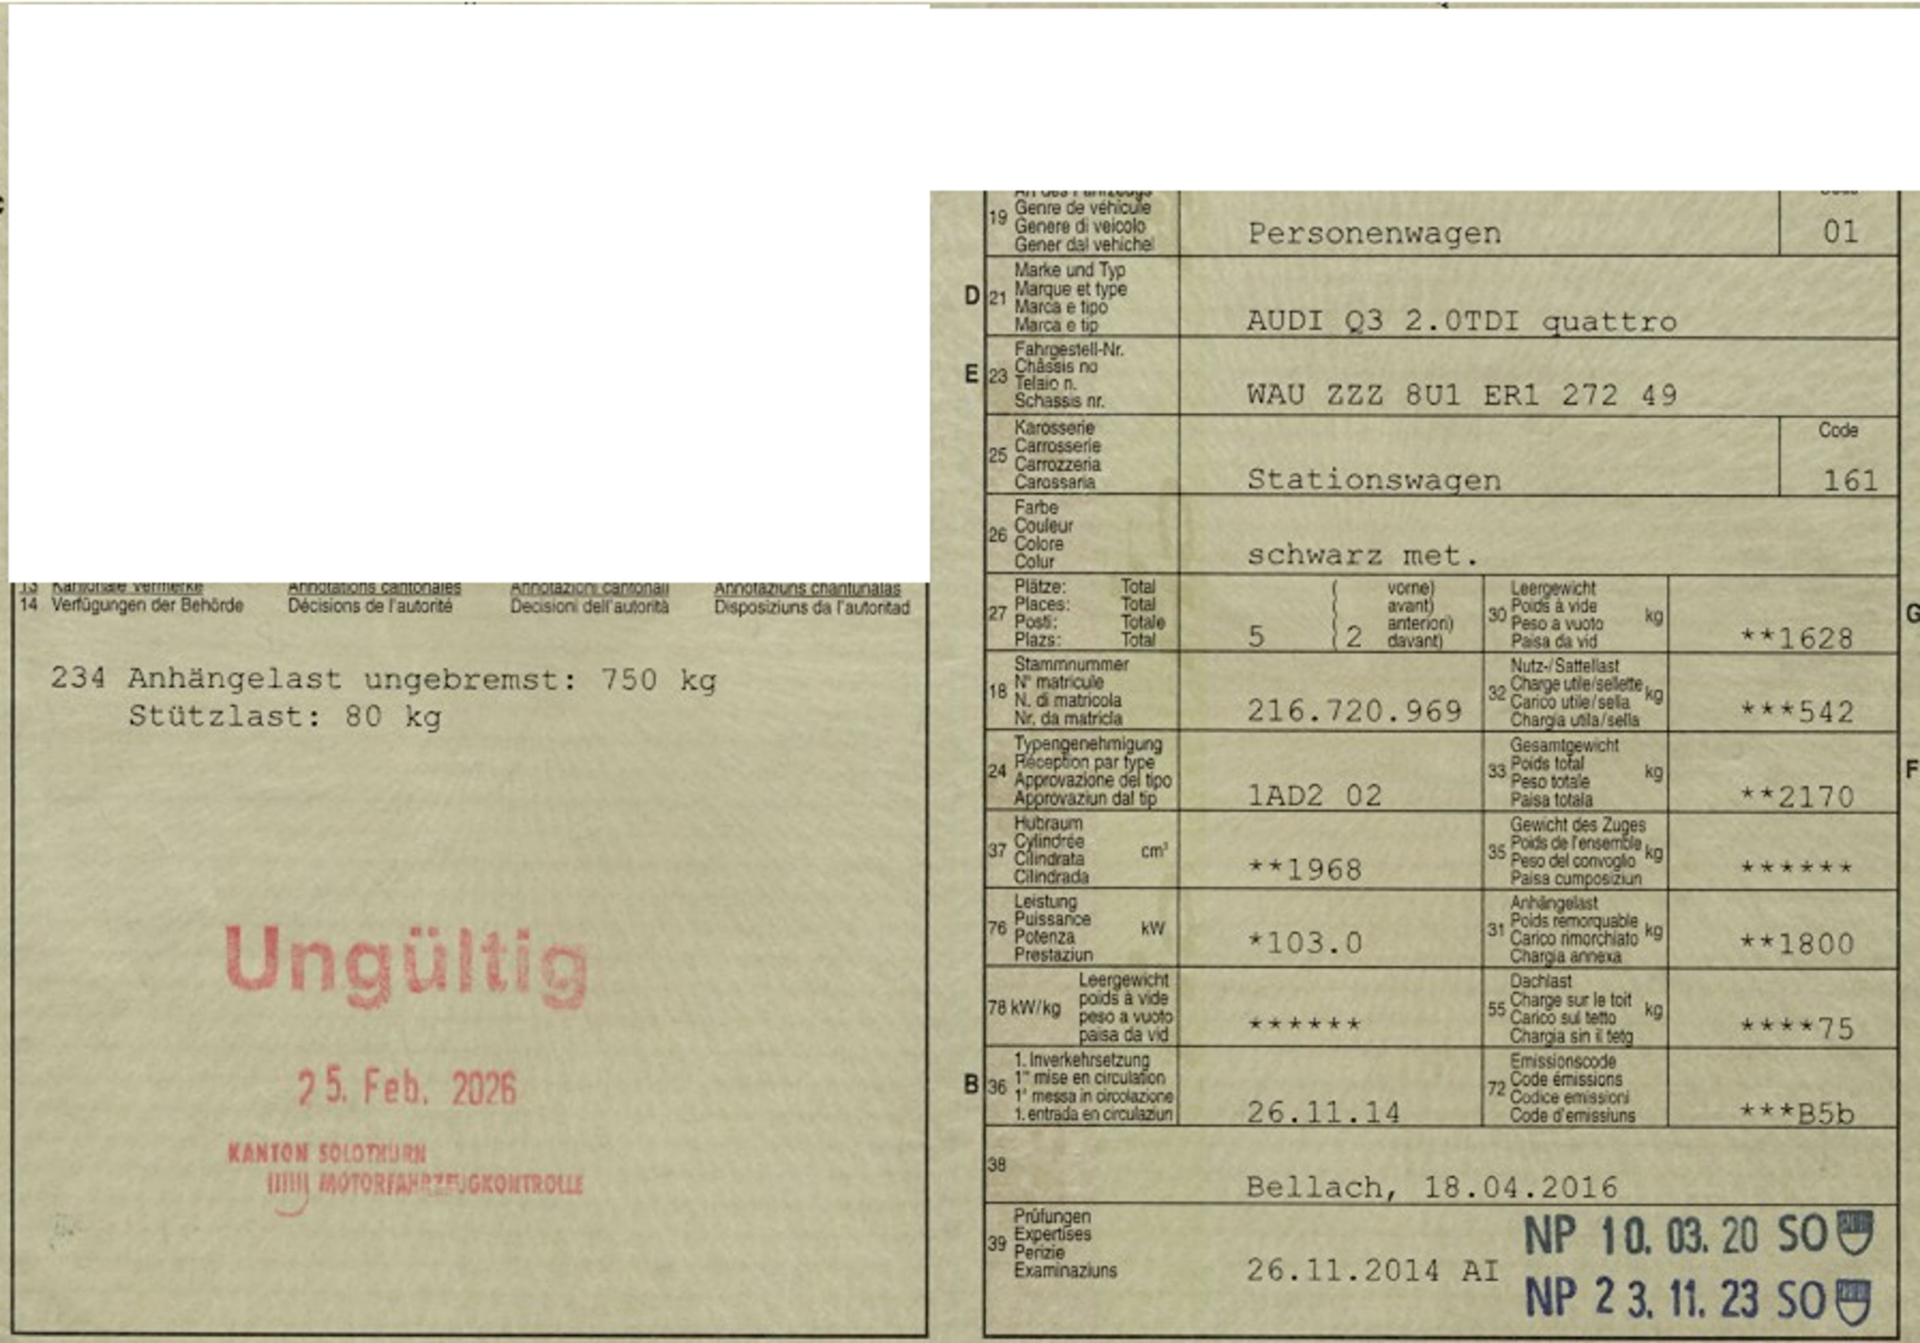 13 Kantonale Vermerke Annotations cantonales Annotazioni cantonali Annotaziuns chantunalas
14 Verfügungen der Behörde Décisions de l'autorité Decisioni dell'autorità Disposiziuns da l'autoritad
234 Anhängelast ungebremst: 750 kg
Stützlast: 80 kg
Ungültig
25. Feb. 2026
KANTON SOLOTHURN
MOTORFAHRZEUGKONTROLLE
Art des Fahrzeugs Code
19 Genre de véhicule
Genere di veicolo
Gener dal vehichel
Personenwagen 01
D 21 Marke und Typ
Marque et type
Marca e tipo
Marca e tip
AUDI Q3 2.0TDI quattro
E 23 Fahrgestell-Nr.
Châssis no
Telaio n.
Schassis nr.
WAU ZZZ 8U1 ER1 272 49
25 Karosserie Code
Carrosserie
Carrozzeria
Carossaria
Stationswagen 161
26 Farbe
Couleur
Colore
Colur
schwarz met.
27 Plätze: Total ( vorne)
Places: Total ( avant)
Posti: Totale ( anteriori)
Plazs: Total 5 ( 2 davant)
30 Leergewicht
Poids à vide kg
Peso a vuoto
Paisa da vid
**1628
G
18 Stammnummer
N° matricule
N. di matricola
Nr. da matricla
216.720.969
32 Nutz-/Sattellast
Charge utile/sellette kg
Carico utile/sella
Chargia utila/sella
***542
24 Typengenehmigung
Réception par type
Approvazione del tipo
Approvaziun dal tip
1AD2 02
33 Gesamtgewicht
Poids total kg
Peso totale
Paisa totala
**2170
F
37 Hubraum
Cylindrée cm³
Cilindrata
Cilindrada
**1968
35 Gewicht des Zuges
Poids de l'ensemble kg
Peso del convoglio
Paisa cumposiziun
******
76 Leistung
Puissance kW
Potenza
Prestaziun
*103.0
31 Anhängelast
Poids remorquable kg
Carico rimorchiato
Chargia annexa
**1800
78 kW/kg Leergewicht
poids à vide
peso a vuoto
paisa da vid
******
55 Dachlast
Charge sur le toit kg
Carico sul tetto
Chargia sin il tetg
****75
B 36 1. Inverkehrsetzung
1re mise en circulation
1a messa in circolazione
1. entrada en circulaziun
26.11.14
72 Emissionscode
Code émissions
Codice emissioni
Code d'emissiuns
***B5b
38
Bellach, 18.04.2016
39 Prüfungen
Expertises
Perizie
Examinaziuns
26.11.2014 AI
NP 10.03.20 SO
NP 23.11.23 SO